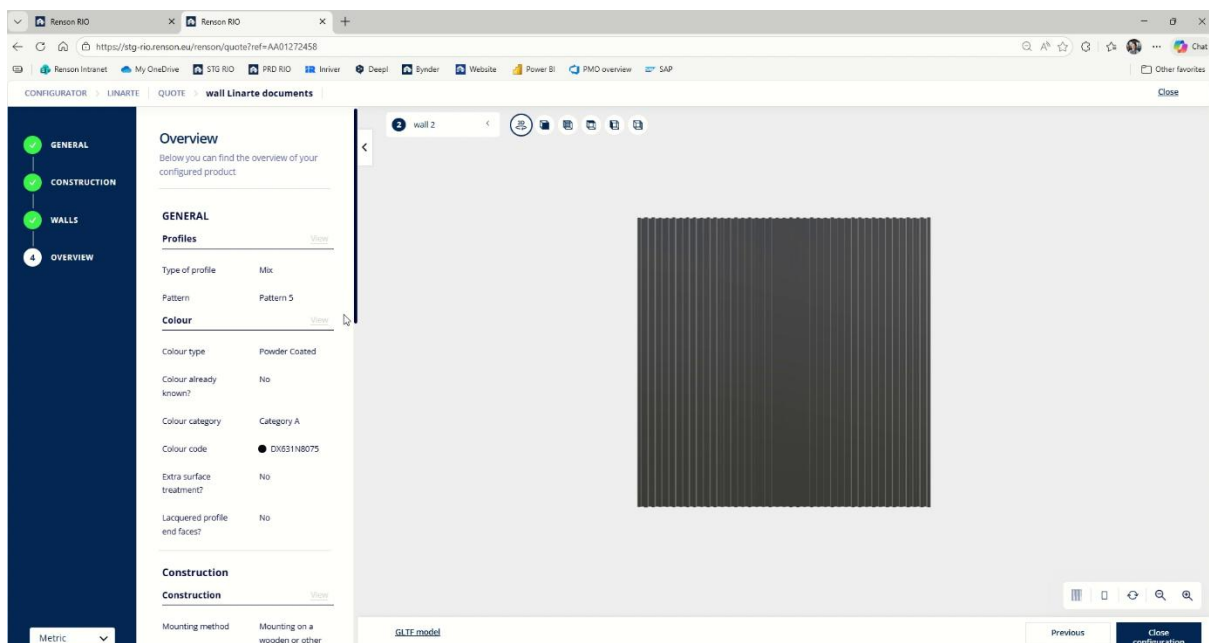 Renson RIO
Renson RIO
https://stg-rio.renson.eu/renson/quote?ref=AA01272458
Chat
Renson Intranet
My OneDrive
STG RIO
PRD RIO
Inriver
Deepl
Bynder
Website
Power BI
PMO overview
SAP
Other favorites
CONFIGURATOR > LINARTE QUOTE > wall Linarte documents
Close
GENERAL
CONSTRUCTION
WALLS
4 OVERVIEW
Metric
Overview
Below you can find the overview of your
configured product
GENERAL
Profiles View
Type of profile Mix
Pattern Pattern 5
Colour View
Colour type Powder Coated
Colour already No
known?
Colour category Category A
Colour code DX631N8075
Extra surface No
treatment?
Lacquered profile No
end faces?
Construction
Construction View
Mounting method Mounting on a
wooden or other
2 wall 2
3D
GLTF model
Previous
Close
configuration